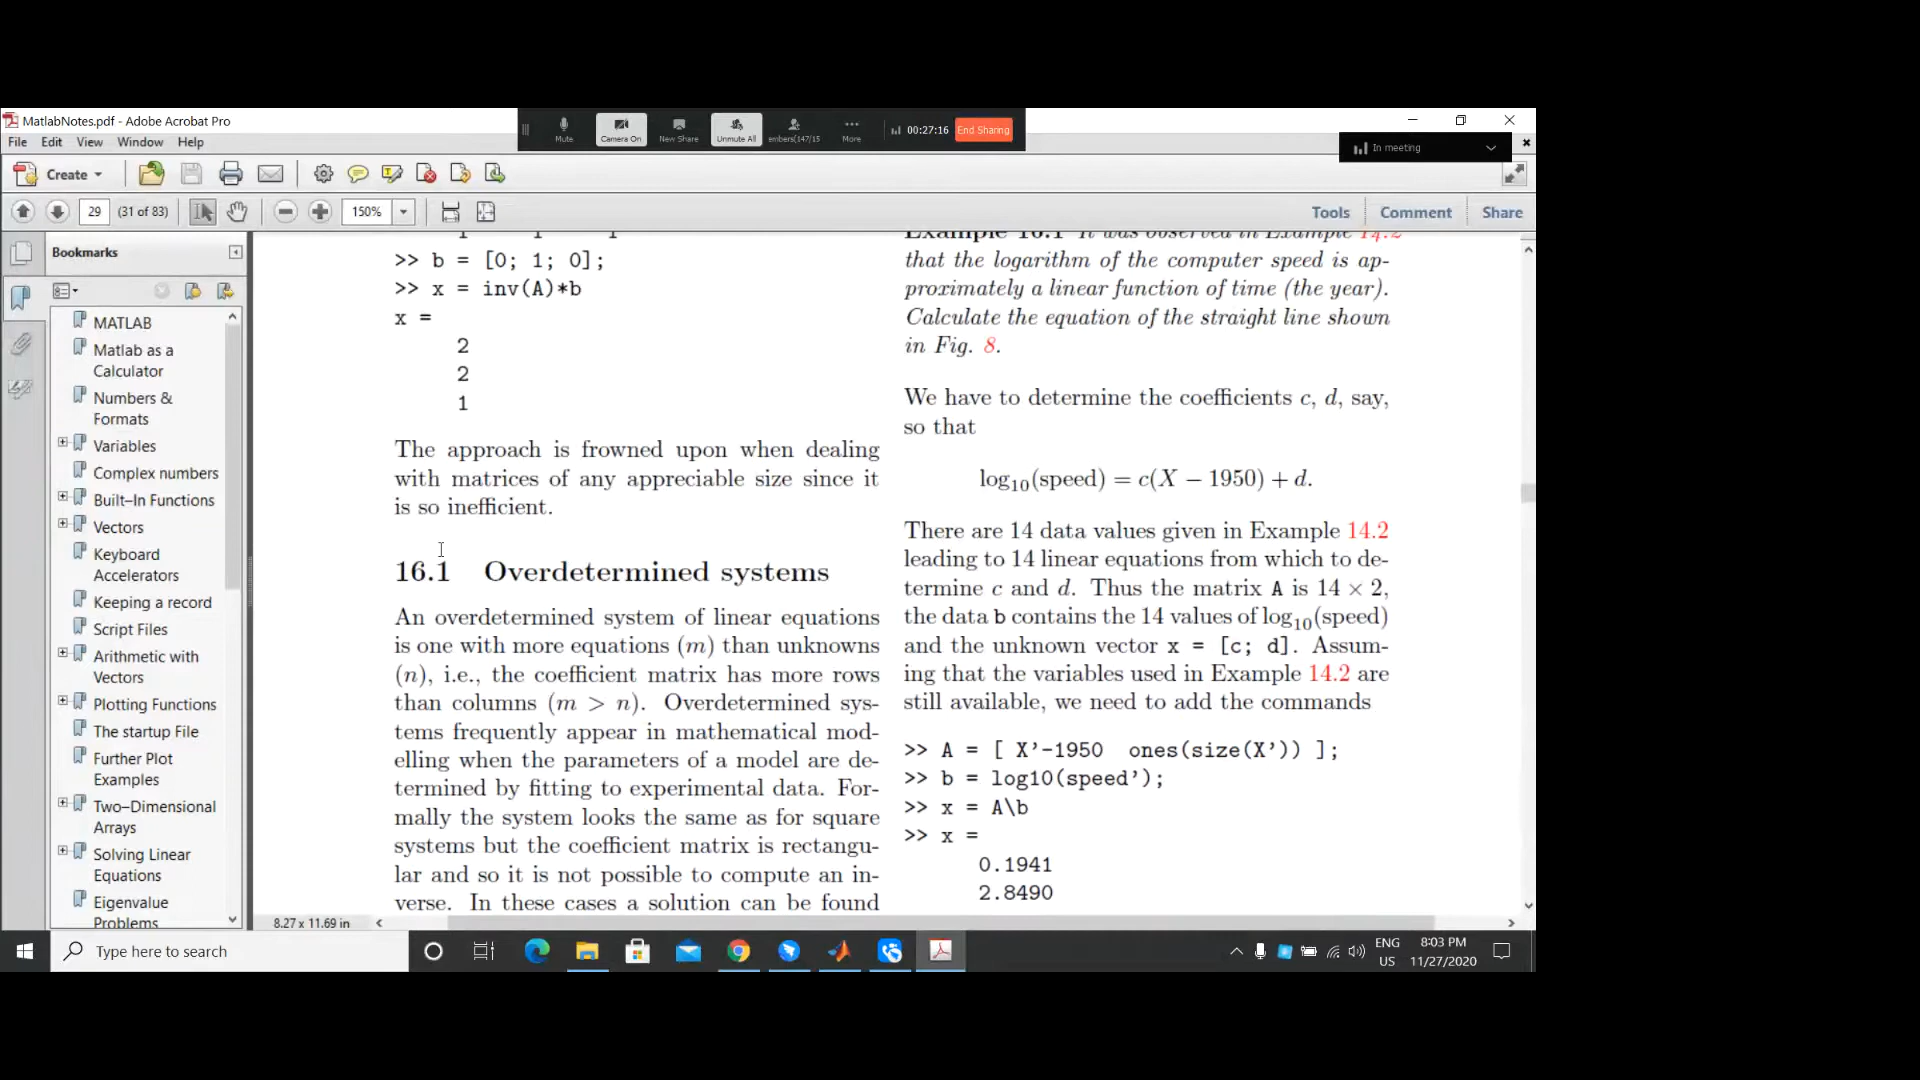 MatlabNotes.pdf - Adobe Acrobat Pro
Mute
Camera On
New Share
Unmute All
embers(147/15
More
00:27:16
End Sharing
In meeting
File Edit View Window Help
Create
29 (31 of 83)
150%
Tools Comment Share
Bookmarks
MATLAB
Matlab as a
Calculator
Numbers &
Formats
Variables
Complex numbers
Built–In Functions
Vectors
Keyboard
Accelerators
Keeping a record
Script Files
Arithmetic with
Vectors
Plotting Functions
The startup File
Further Plot
Examples
Two–Dimensional
Arrays
Solving Linear
Equations
Eigenvalue
Problems
>> b = [0; 1; 0];
>> x = inv(A)*b
x =
2
2
1
The approach is frowned upon when dealing
with matrices of any appreciable size since it
is so inefficient.
16.1 Overdetermined systems
An overdetermined system of linear equations
is one with more equations (m) than unknowns
(n), i.e., the coefficient matrix has more rows
than columns (m > n). Overdetermined sys-
tems frequently appear in mathematical mod-
elling when the parameters of a model are de-
termined by fitting to experimental data. For-
mally the system looks the same as for square
systems but the coefficient matrix is rectangu-
lar and so it is not possible to compute an in-
verse. In these cases a solution can be found
Example 16.1 It was observed in Example 14.2
that the logarithm of the computer speed is ap-
proximately a linear function of time (the year).
Calculate the equation of the straight line shown
in Fig. 8.
We have to determine the coefficients c, d, say,
so that
log₁₀(speed) = c(X − 1950) + d.
There are 14 data values given in Example 14.2
leading to 14 linear equations from which to de-
termine c and d. Thus the matrix A is 14 × 2,
the data b contains the 14 values of log₁₀(speed)
and the unknown vector x = [c; d]. Assum-
ing that the variables used in Example 14.2 are
still available, we need to add the commands
>> A = [ X'-1950 ones(size(X')) ];
>> b = log10(speed');
>> x = A\b
>> x =
0.1941
2.8490
8.27 x 11.69 in
Type here to search
ENG
US
8:03 PM
11/27/2020